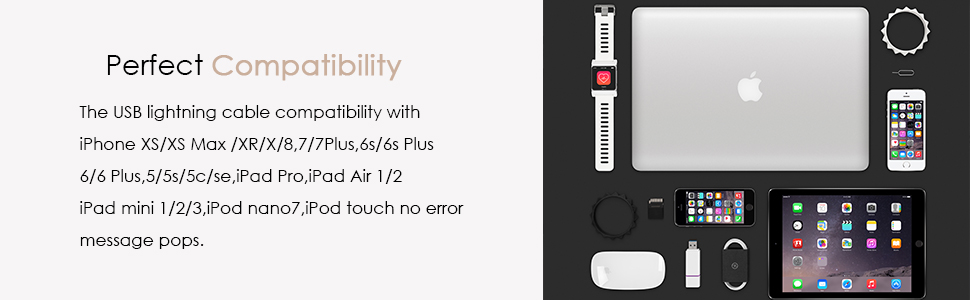 Perfect Compatibility
The USB lightning cable compatibility with
iPhone XS/XS Max /XR/X/8,7/7Plus,6s/6s Plus
6/6 Plus,5/5s/5c/se,iPad Pro,iPad Air 1/2
iPad mini 1/2/3,iPod nano7,iPod touch no error
message pops.